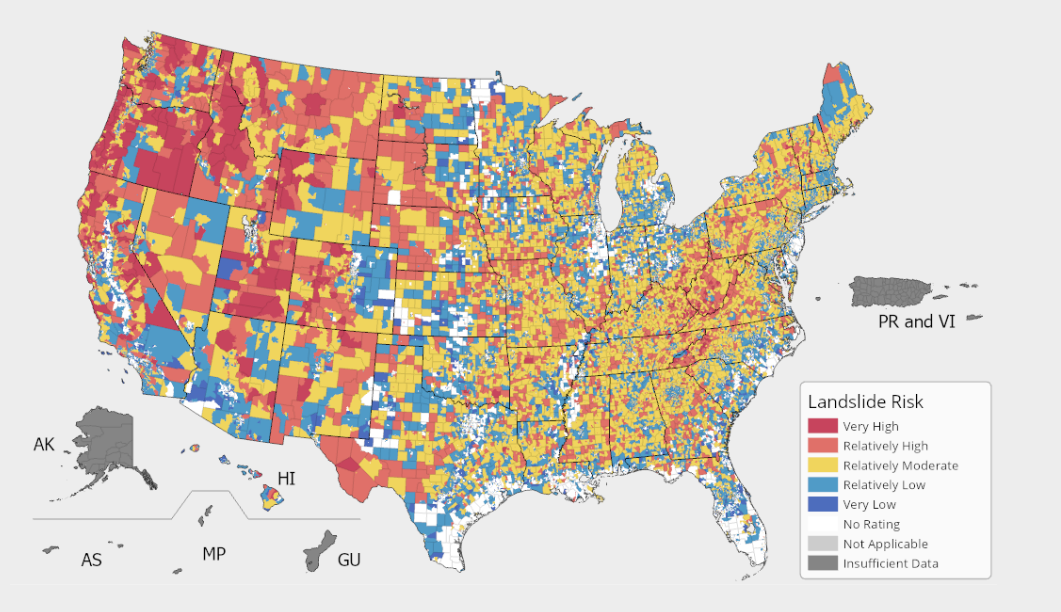 PR and VI
Landslide Risk
Very High
Relatively High
Relatively Moderate
Relatively Low
Very Low
No Rating
Not Applicable
Insufficient Data
AK
HI
AS
MP
GU